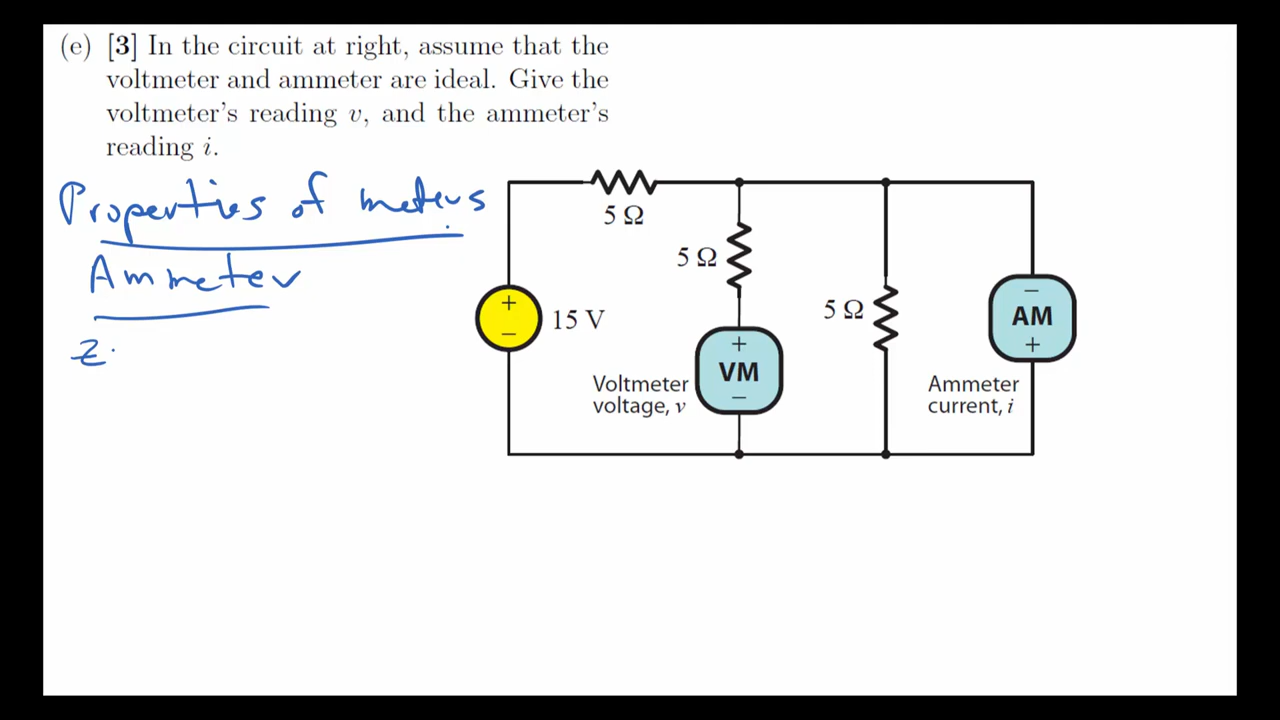 (e) [3] In the circuit at right, assume that the
voltmeter and ammeter are ideal. Give the
voltmeter's reading v, and the ammeter's
reading i.
Properties of meters
Ammeter
Z
5 Ω
5 Ω
5 Ω
+
−
15 V
+
VM
−
Voltmeter
voltage, v
−
AM
+
Ammeter
current, i